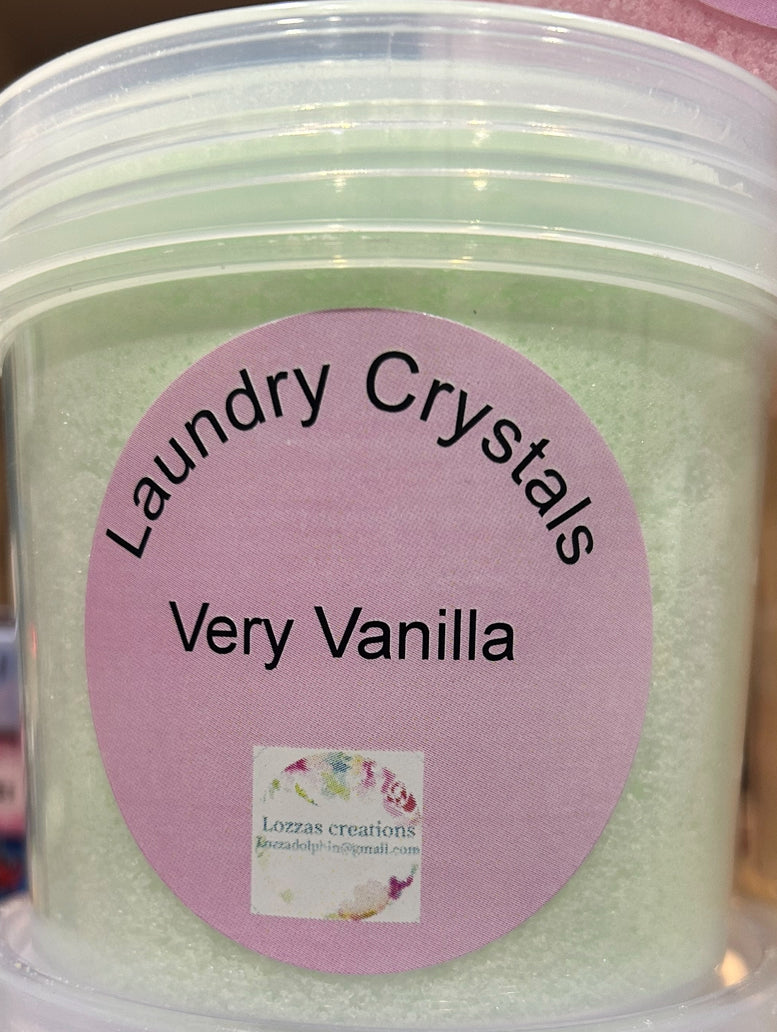 Laundry Crystals
Very Vanilla
Lozzas creations
Lozzadolphin@gmail.com